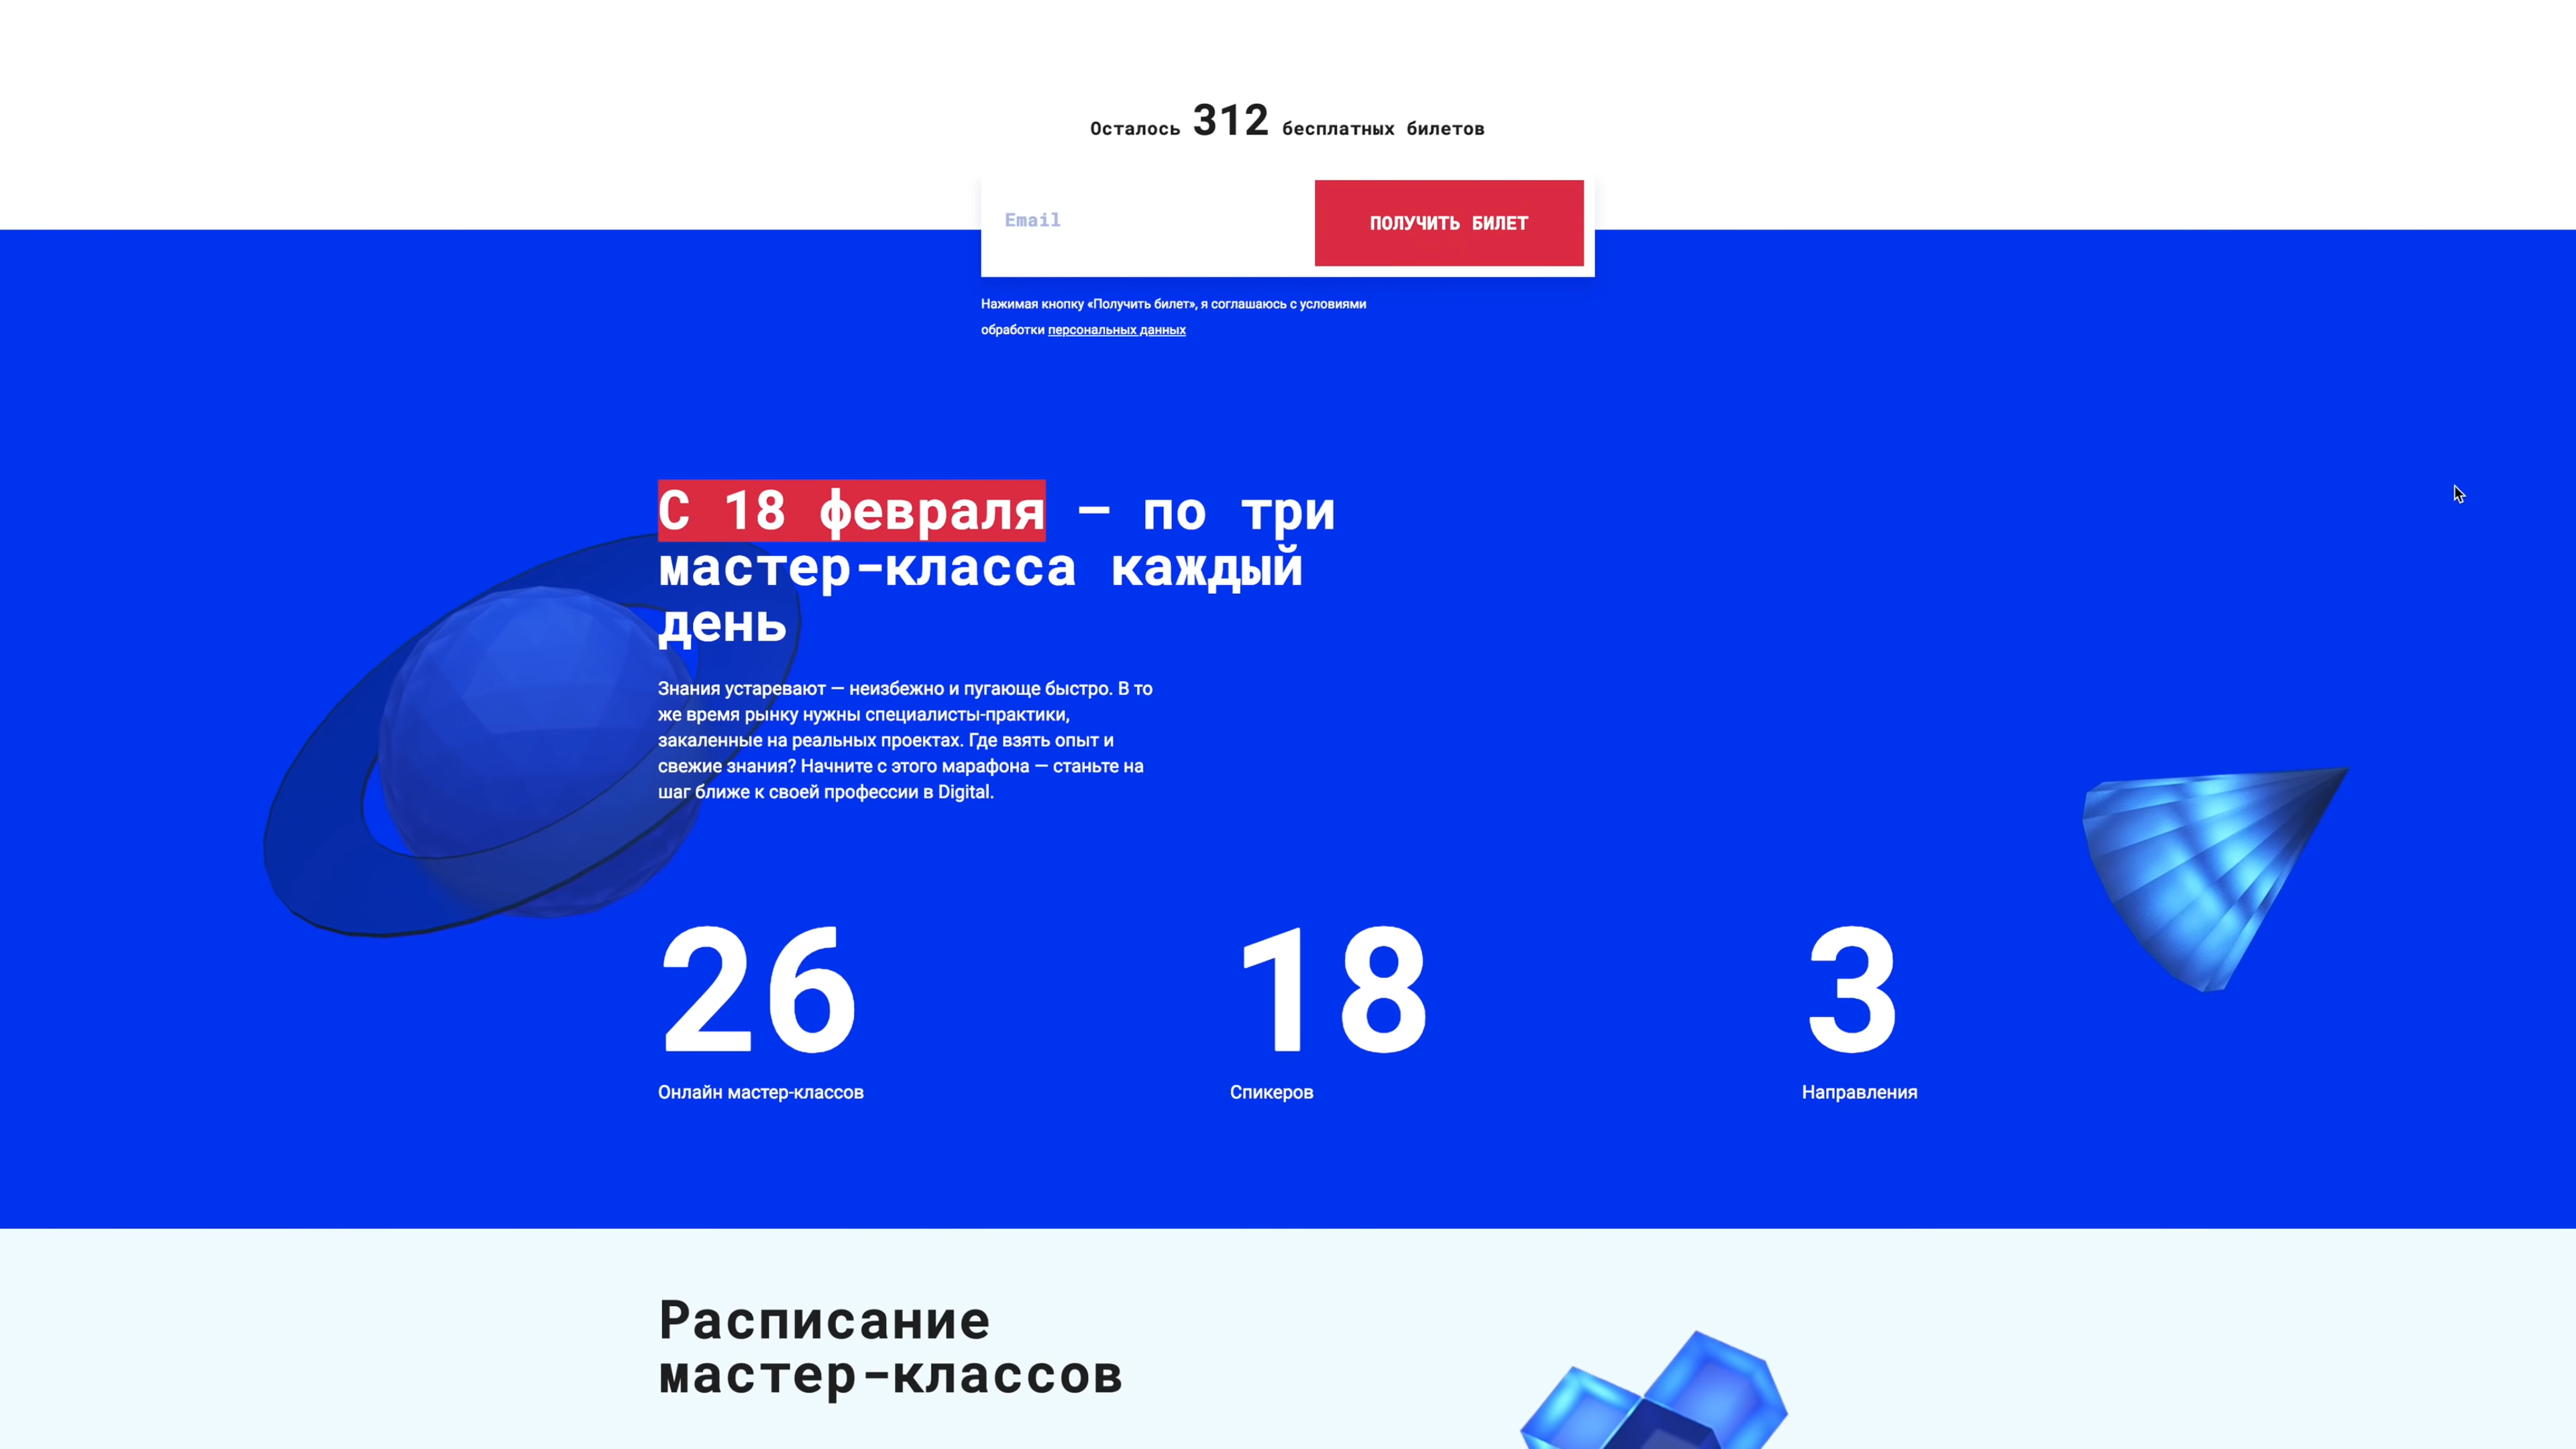 Осталось 312 бесплатных билетов
Email
ПОЛУЧИТЬ БИЛЕТ
Нажимая кнопку «Получить билет», я соглашаюсь с условиями
обработки персональных данных
С 18 февраля — по три
мастер-класса каждый
день
Знания устаревают — неизбежно и пугающе быстро. В то
же время рынку нужны специалисты-практики,
закаленные на реальных проектах. Где взять опыт и
свежие знания? Начните с этого марафона — станьте на
шаг ближе к своей профессии в Digital.
26
Онлайн мастер-классов
18
Спикеров
3
Направления
Расписание
мастер-классов